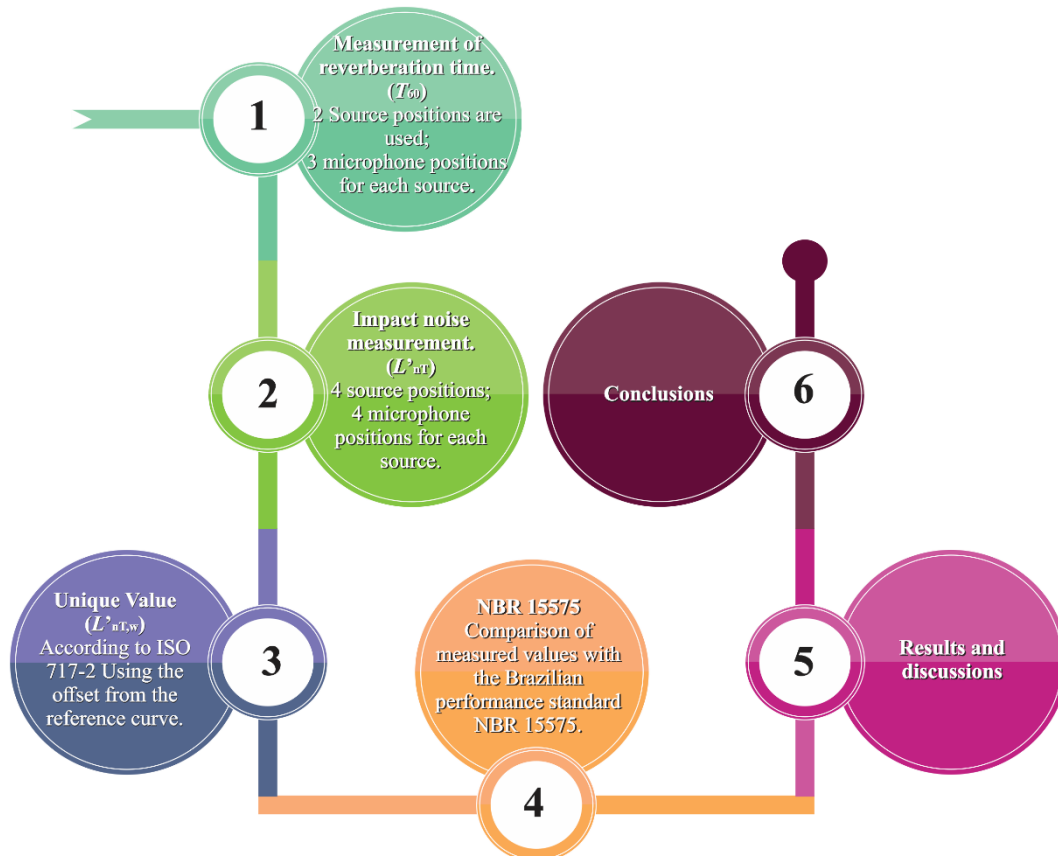 1
Measurement of
reverberation time.
(T60)
2 Source positions are
used;
3 microphone positions
for each source.
2
Impact noise
measurement.
(L'nT)
4 source positions;
4 microphone
positions for each
source.
3
Unique Value
(L'nT,w)
According to ISO
717-2 Using the
offset from the
reference curve.
4
NBR 15575
Comparison of
measured values with
the Brazilian
performance standard
NBR 15575.
5
Results and
discussions
6
Conclusions